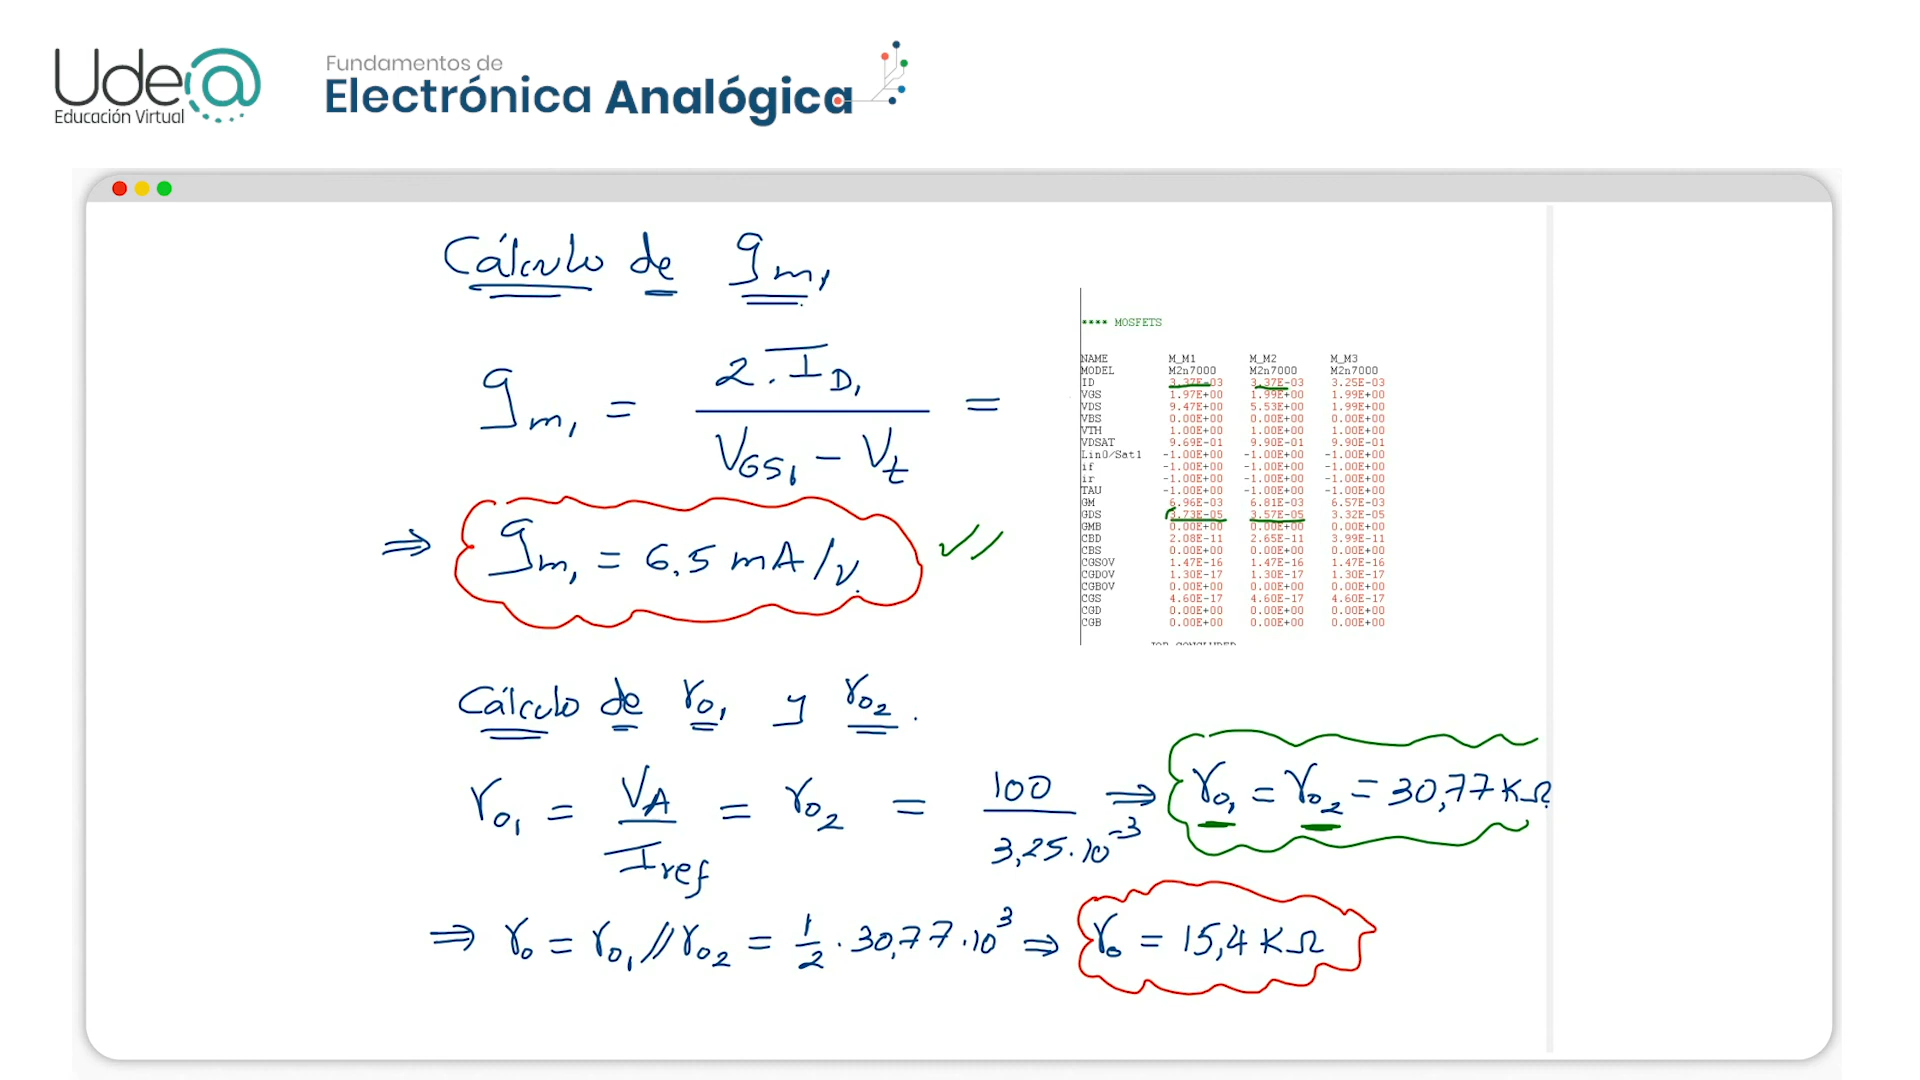 Ude@
Educación Virtual
Fundamentos de
Electrónica Analógica
Cálculo de gm1
gm1 = 2.ID1 / VGS1 - Vt =
⇒ gm1 = 6.5 mA/V
**** MOSFETS
NAME M_M1 M_M2 M_M3
MODEL M2n7000 M2n7000 M2n7000
ID 3.37E-03 3.37E-03 3.25E-03
VGS 1.97E+00 1.99E+00 1.99E+00
VDS 9.47E+00 5.53E+00 1.99E+00
VBS 0.00E+00 0.00E+00 0.00E+00
VTH 1.00E+00 1.00E+00 1.00E+00
VDSAT 9.69E-01 9.90E-01 9.90E-01
Lin0/Sat1 -1.00E+00 -1.00E+00 -1.00E+00
if -1.00E+00 -1.00E+00 -1.00E+00
ir -1.00E+00 -1.00E+00 -1.00E+00
TAU -1.00E+00 -1.00E+00 -1.00E+00
GM 6.96E-03 6.81E-03 6.57E-03
GDS 3.73E-05 3.57E-05 3.32E-05
GMB 0.00E+00 0.00E+00 0.00E+00
CBD 2.08E-11 2.65E-11 3.99E-11
CBS 0.00E+00 0.00E+00 0.00E+00
CGSOV 1.47E-16 1.47E-16 1.47E-16
CGDOV 1.30E-17 1.30E-17 1.30E-17
CGBOV 0.00E+00 0.00E+00 0.00E+00
CGS 4.60E-17 4.60E-17 4.60E-17
CGD 0.00E+00 0.00E+00 0.00E+00
CGB 0.00E+00 0.00E+00 0.00E+00
JOB CONCLUDED
Cálculo de ro1 y ro2.
ro1 = VA / Iref = ro2 = 100 / 3,25.10^-3 ⇒ ro1 = ro2 = 30,77 KΩ
⇒ ro = ro1 // ro2 = 1/2 . 30,77.10^3 ⇒ ro = 15,4 KΩ